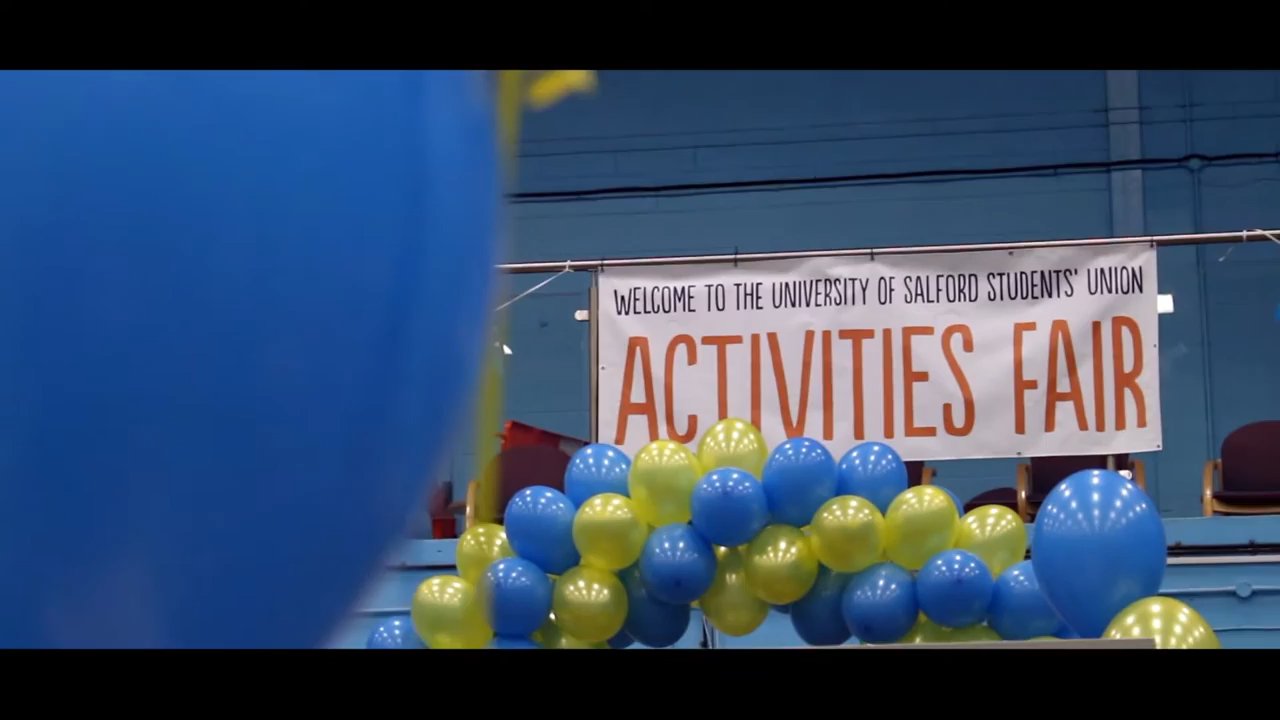 WELCOME TO THE UNIVERSITY OF SALFORD STUDENTS' UNION
ACTIVITIES FAIR